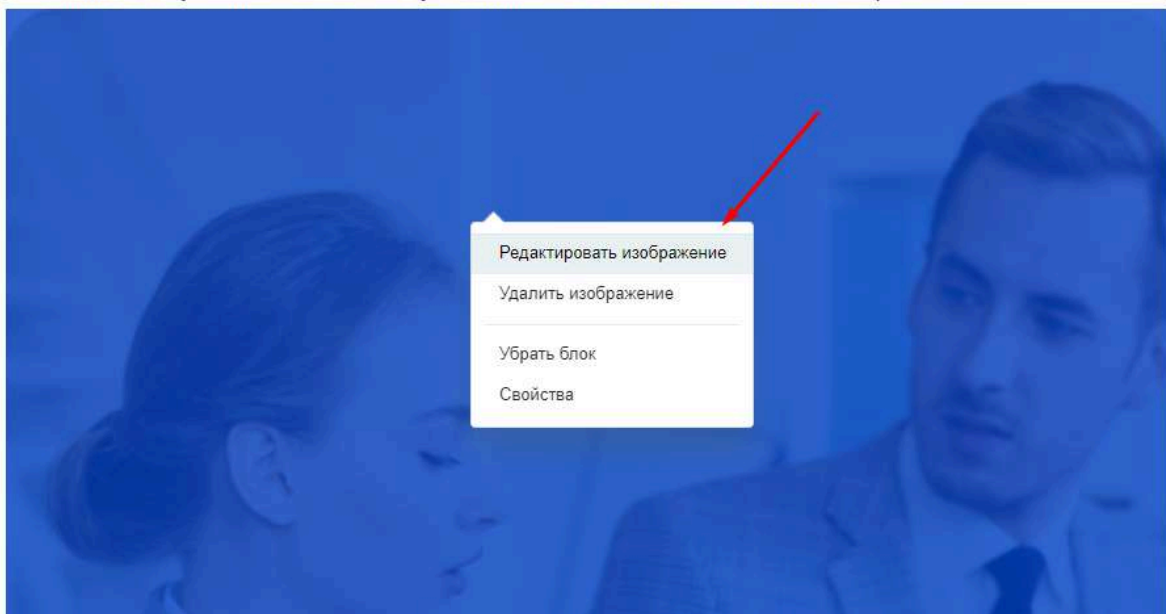 Редактировать изображение
Удалить изображение
Убрать блок
Свойства